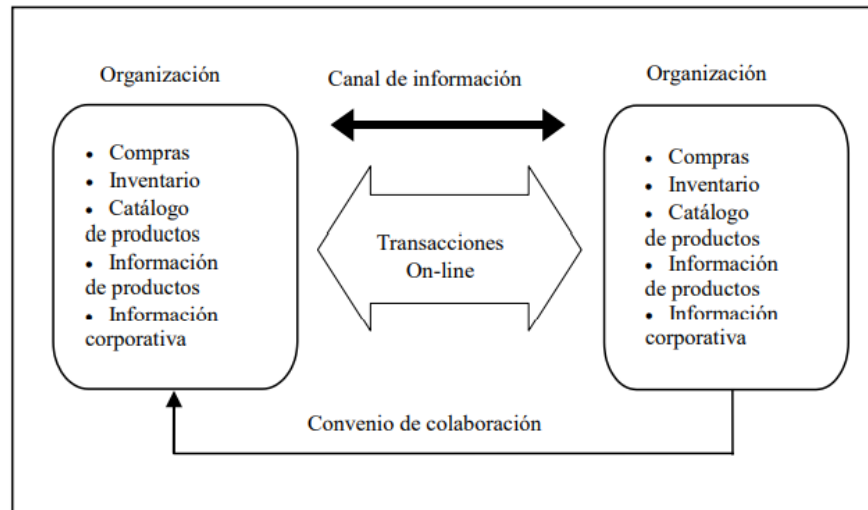 Organización
• Compras
• Inventario
• Catálogo
de productos
• Información
de productos
• Información
corporativa
Canal de información
Transacciones
On-line
Organización
• Compras
• Inventario
• Catálogo
de productos
• Información
de productos
• Información
corporativa
Convenio de colaboración